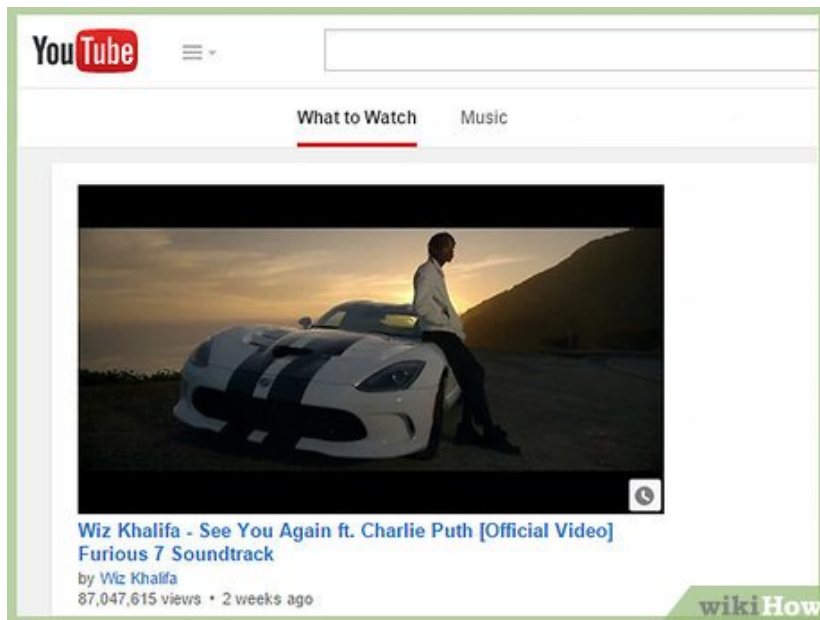 YouTube
What to Watch Music
Wiz Khalifa - See You Again ft. Charlie Puth [Official Video]
Furious 7 Soundtrack
by Wiz Khalifa
87,047,615 views • 2 weeks ago
wikiHow